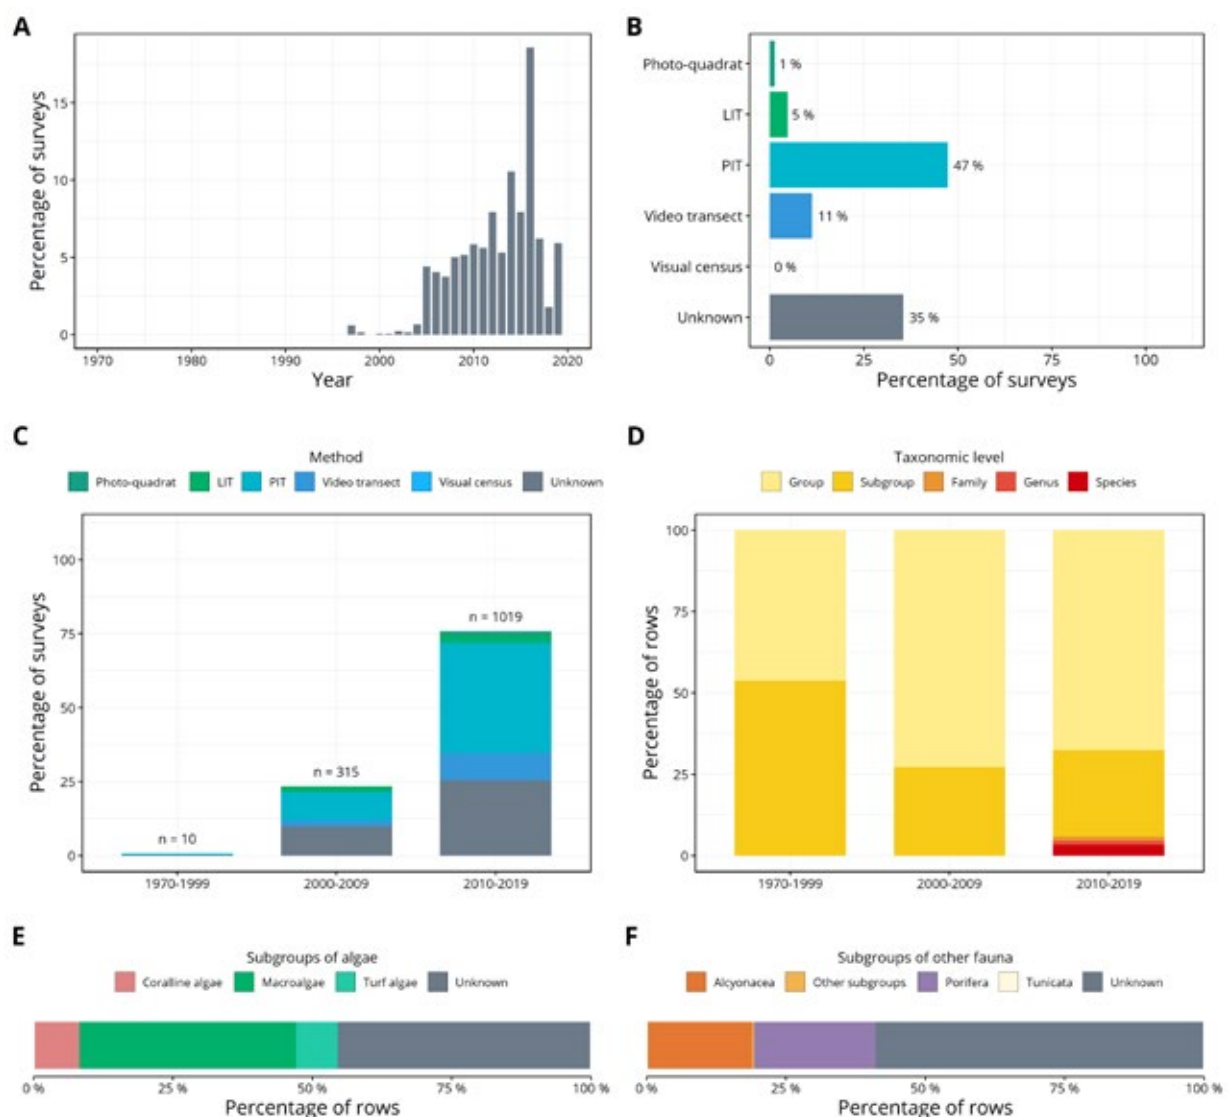 A
Percentage of surveys
15
10
5
0
1970 1980 1990 2000 2010 2020
Year
B
Photo-quadrat 1 %
LIT 5 %
PIT 47 %
Video transect 11 %
Visual census 0 %
Unknown 35 %
0 25 50 75 100
Percentage of surveys
C
Method
Photo-quadrat LIT PIT Video transect Visual census Unknown
Percentage of surveys
100
75
50
25
0
n = 10
n = 315
n = 1019
1970-1999 2000-2009 2010-2019
D
Taxonomic level
Group Subgroup Family Genus Species
Percentage of rows
100
75
50
25
0
1970-1999 2000-2009 2010-2019
E
Subgroups of algae
Coralline algae Macroalgae Turf algae Unknown
0 % 25 % 50 % 75 % 100 %
Percentage of rows
F
Subgroups of other fauna
Alcyonacea Other subgroups Porifera Tunicata Unknown
0 % 25 % 50 % 75 % 100 %
Percentage of rows